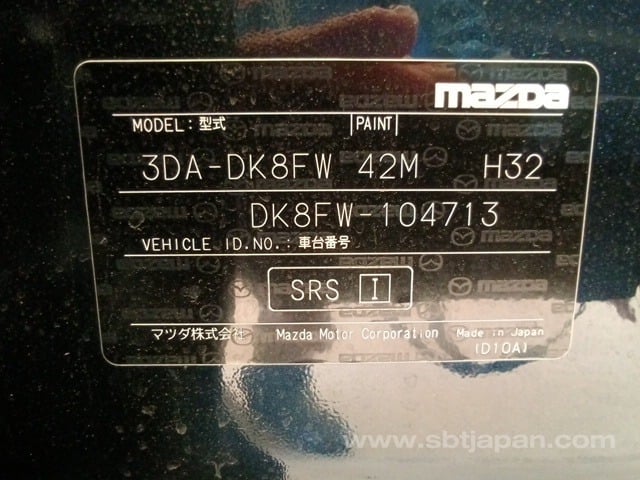 mazda
MODEL: 型式 |PAINT|
3DA-DK8FW 42M H32
DK8FW-104713
VEHICLE ID.NO.: 車台番号
SRS I
マツダ株式会社 Mazda Motor Corporation Made in Japan
(D10A)
www.sbtjapan.com